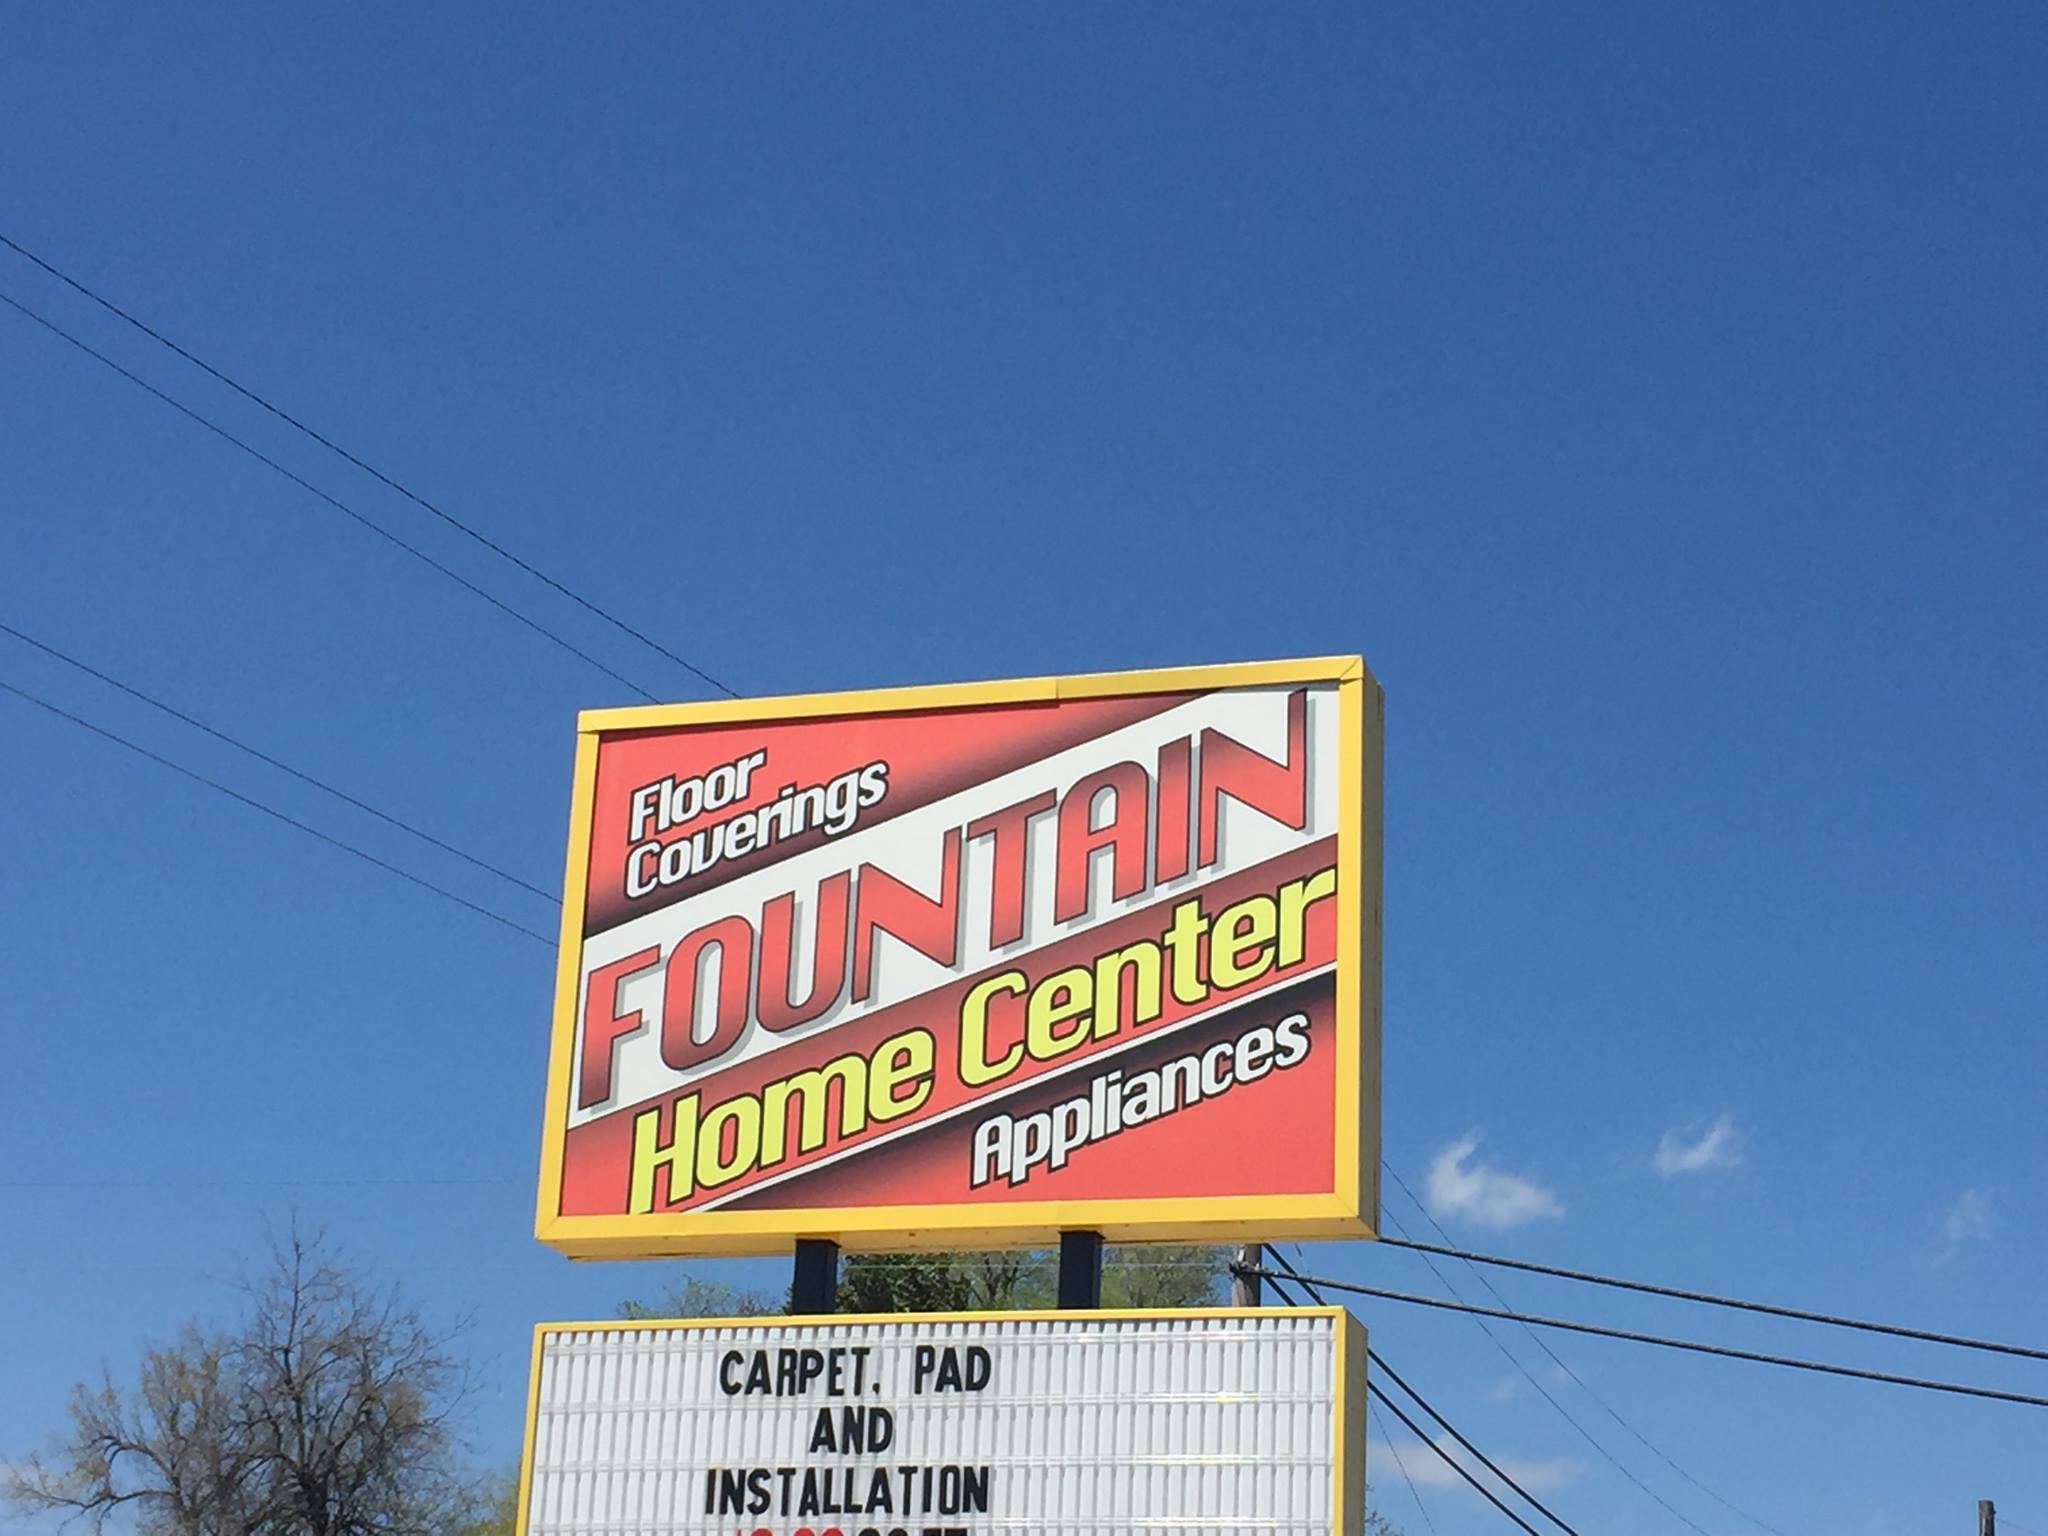 Floor
Coverings
FOUNTAIN
Home Center
Appliances
CARPET, PAD
AND
INSTALLATION